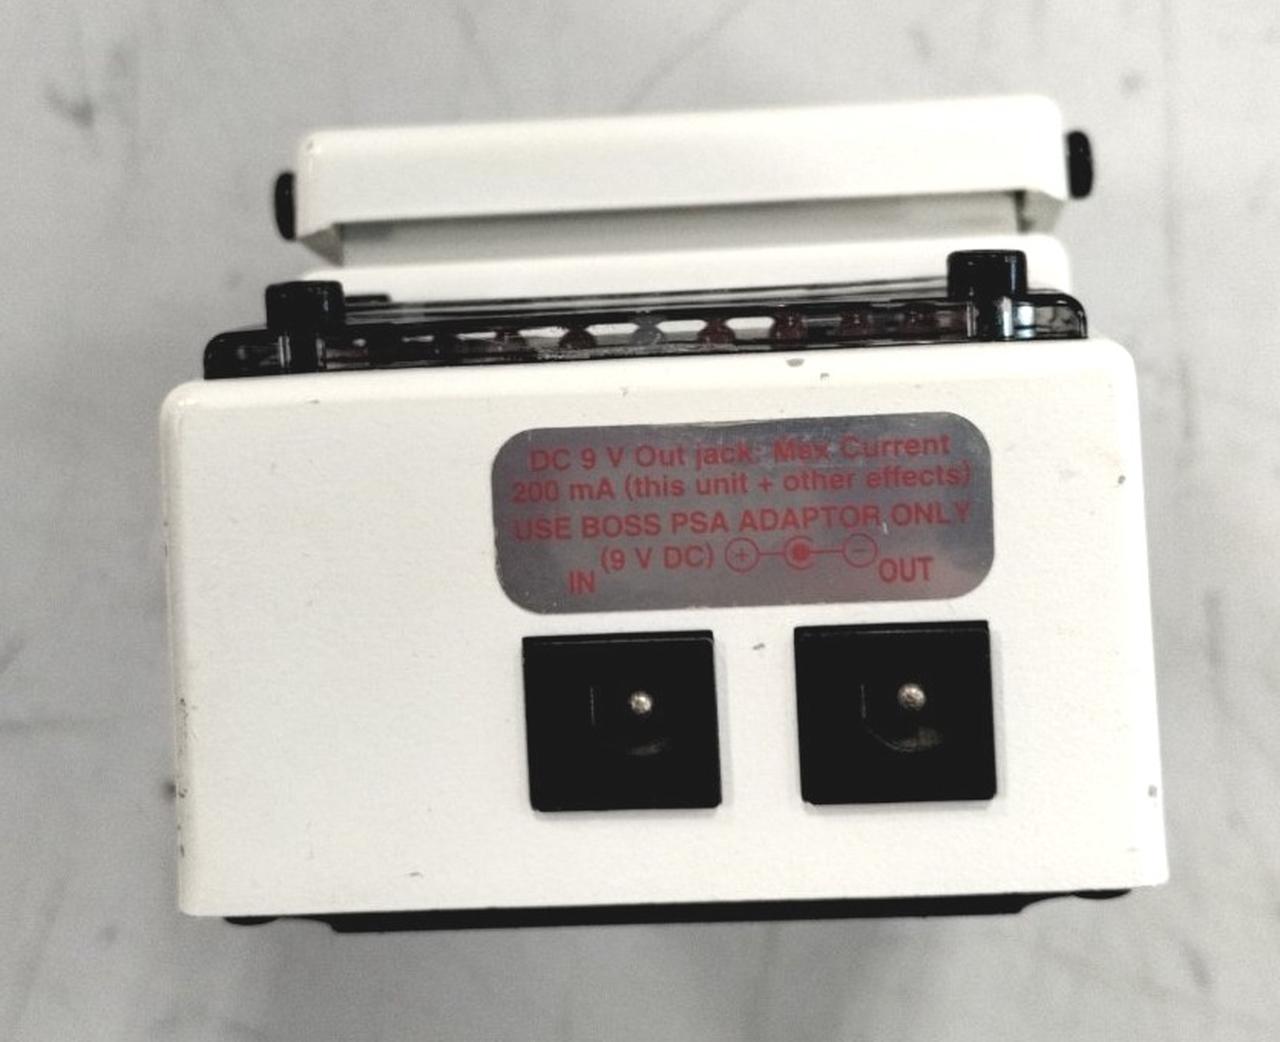 DC 9 V Out jack: Max Current
200 mA (this unit + other effects)
USE BOSS PSA ADAPTOR ONLY
(9 V DC) + −
IN OUT